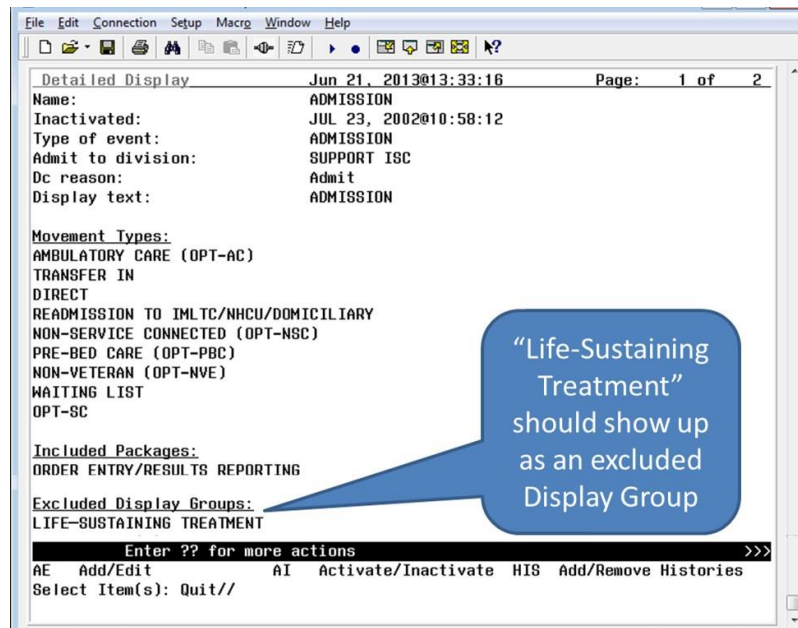 File Edit Connection Setup Macro Window Help
Detailed Display Jun 21, 2013@13:33:16 Page: 1 of 2
Name: ADMISSION
Inactivated: JUL 23, 2002@10:58:12
Type of event: ADMISSION
Admit to division: SUPPORT ISC
Dc reason: Admit
Display text: ADMISSION
Movement Types:
AMBULATORY CARE (OPT-AC)
TRANSFER IN
DIRECT
READMISSION TO IMLTC/NHCU/DOMICILIARY
NON-SERVICE CONNECTED (OPT-NSC)
PRE-BED CARE (OPT-PBC)
NON-VETERAN (OPT-NVE)
WAITING LIST
OPT-SC
Included Packages:
ORDER ENTRY/RESULTS REPORTING
Excluded Display Groups:
LIFE-SUSTAINING TREATMENT
“Life-Sustaining
Treatment”
should show up
as an excluded
Display Group
Enter ?? for more actions >>>
AE Add/Edit AI Activate/Inactivate HIS Add/Remove Histories
Select Item(s): Quit//